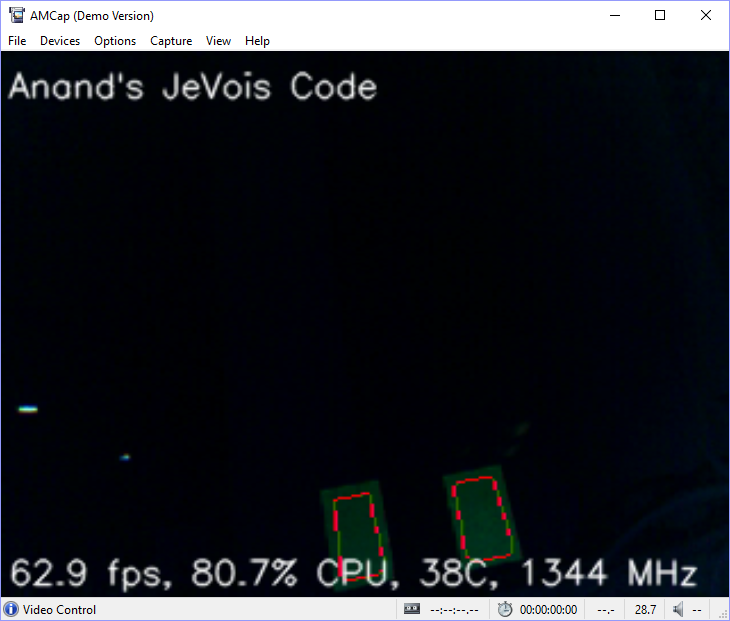 AMCap (Demo Version)
File Devices Options Capture View Help
Anand's JeVois Code
62.9 fps, 80.7% CPU, 38C, 1344 MHz
Video Control --:--:--.-- 00:00:00:00 --.- 28.7 --